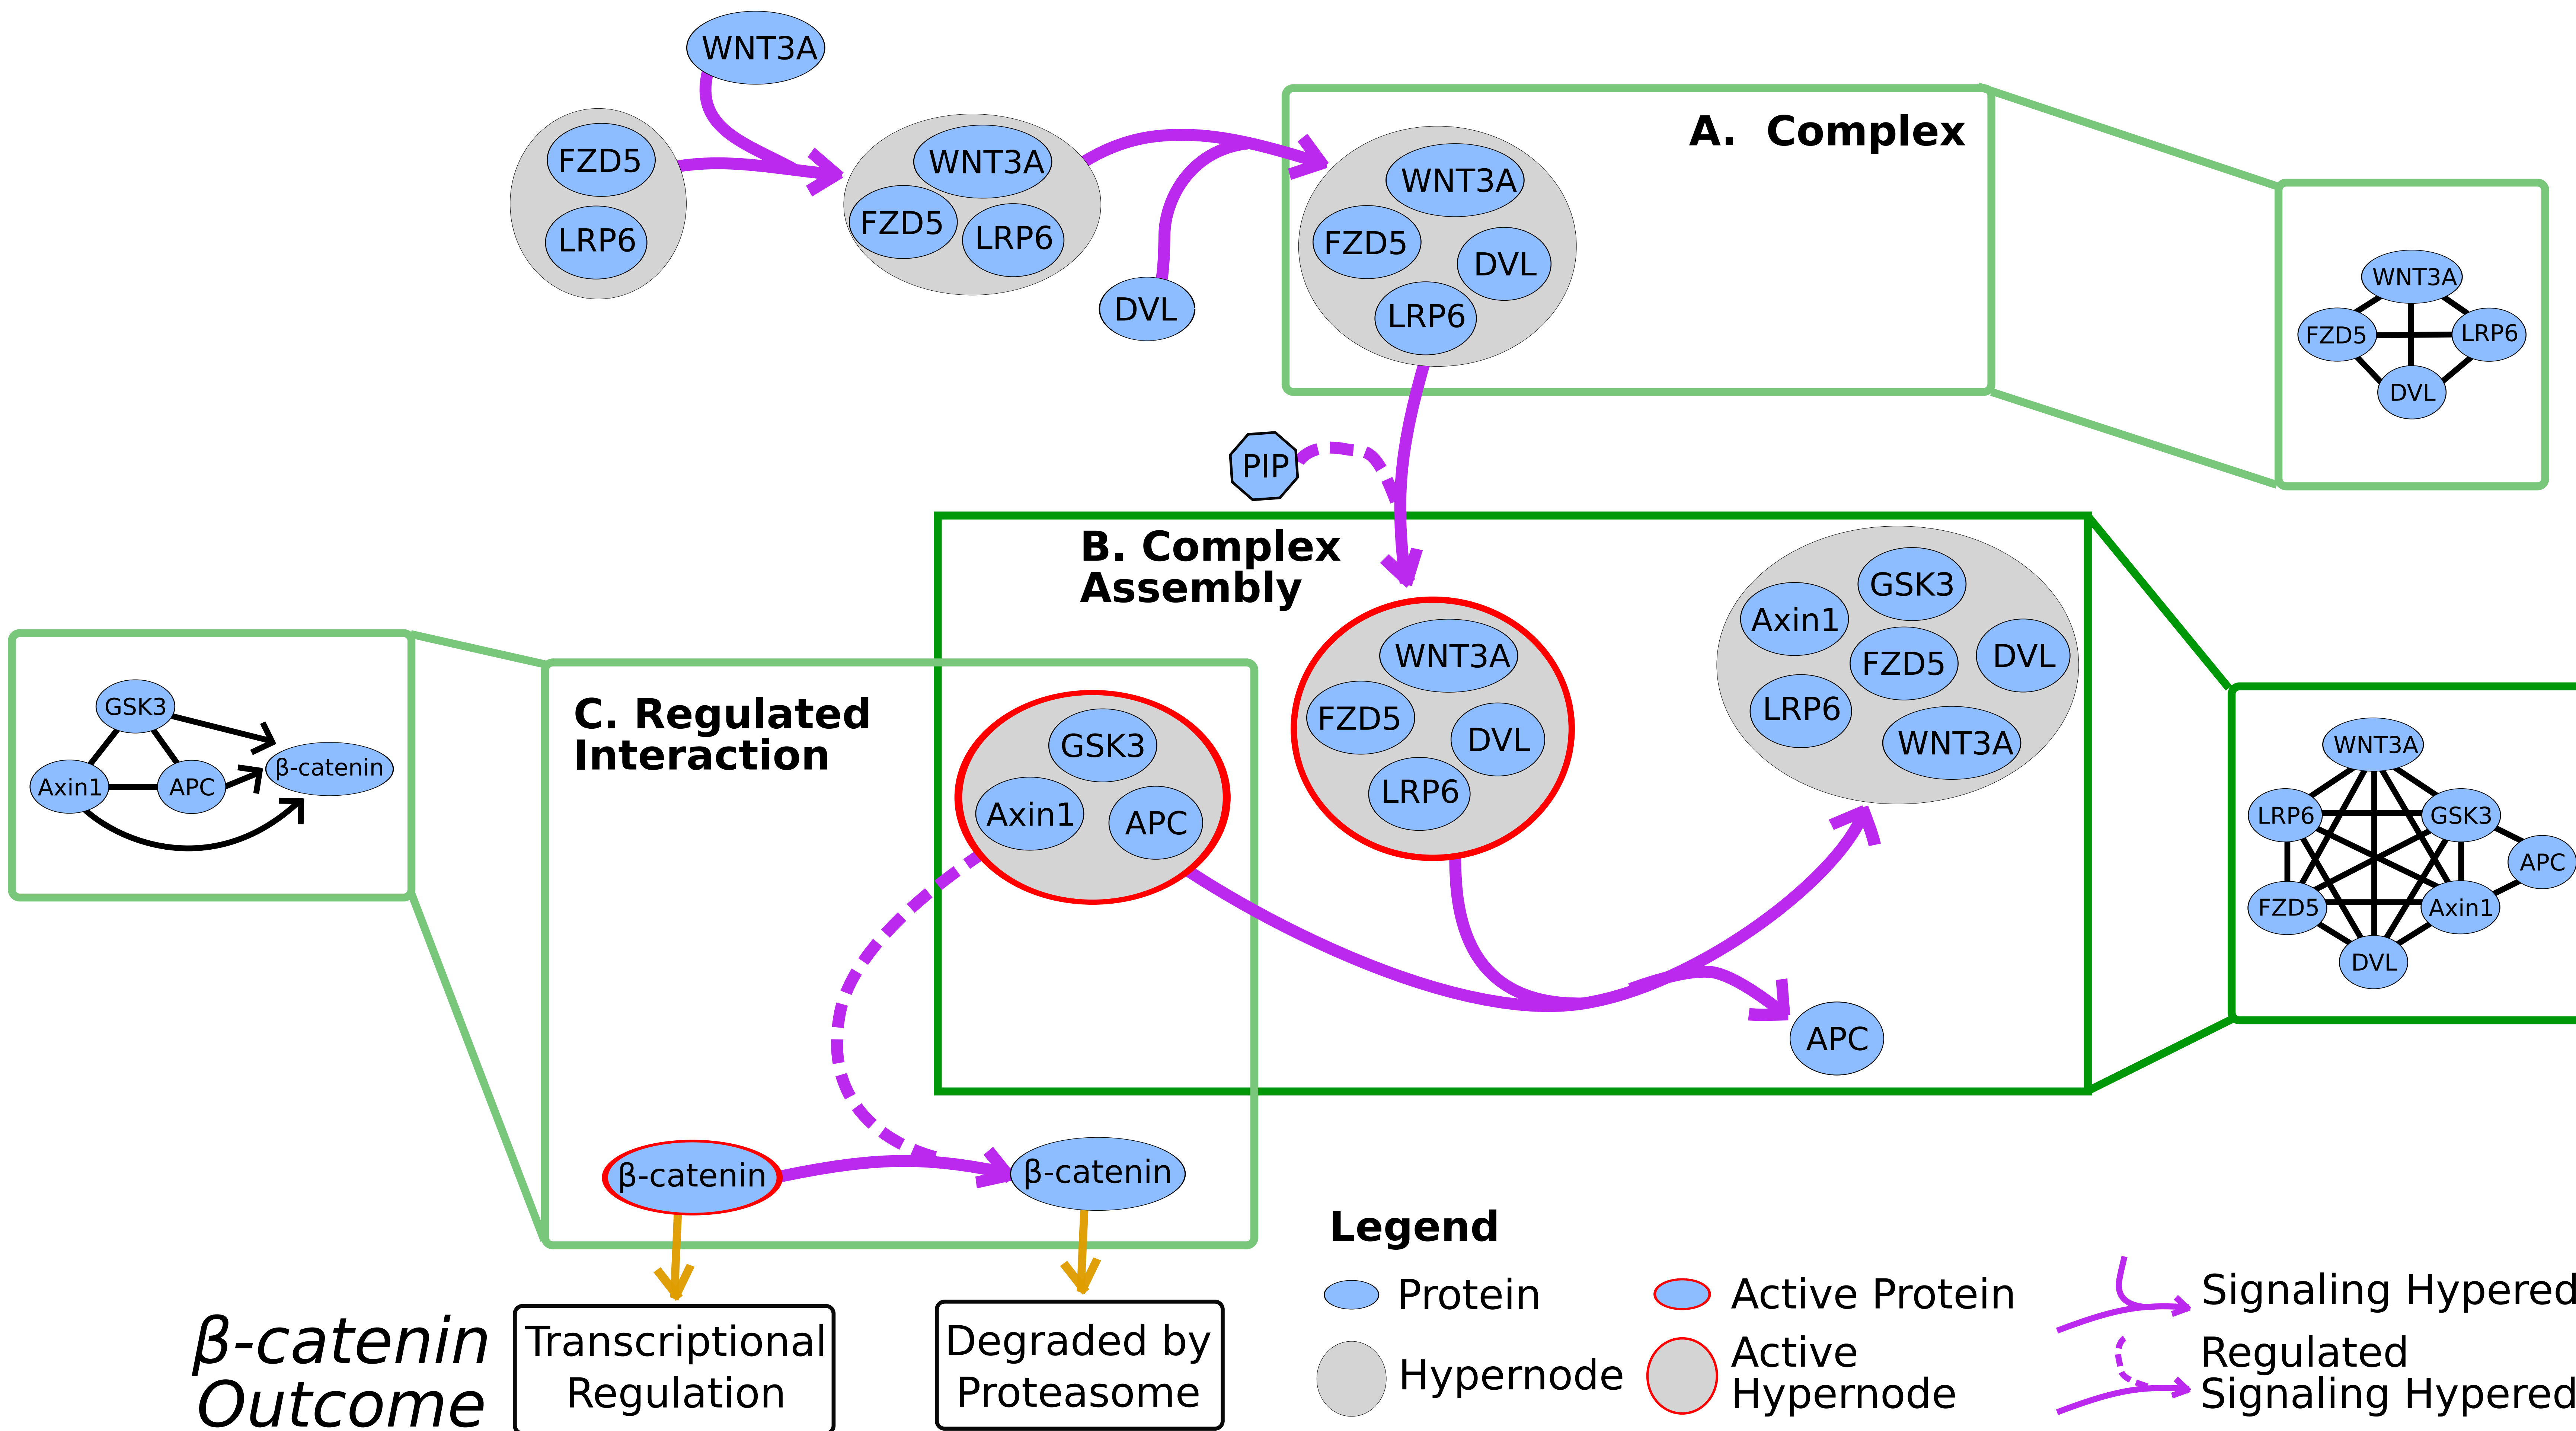 WNT3A
FZD5
LRP6
WNT3A
FZD5
LRP6
DVL
A. Complex
WNT3A
FZD5
DVL
LRP6
WNT3A
FZD5
LRP6
DVL
PIP
B. Complex
Assembly
WNT3A
FZD5
DVL
LRP6
GSK3
Axin1
FZD5
DVL
LRP6
WNT3A
APC
WNT3A
LRP6
GSK3
APC
FZD5
Axin1
DVL
C. Regulated
Interaction
GSK3
Axin1
APC
GSK3
β-catenin
Axin1
APC
β-catenin
β-catenin
β-catenin
Outcome
Transcriptional
Regulation
Degraded by
Proteasome
Legend
Protein
Active Protein
Signaling Hypered
Hypernode
Active
Hypernode
Regulated
Signaling Hypered